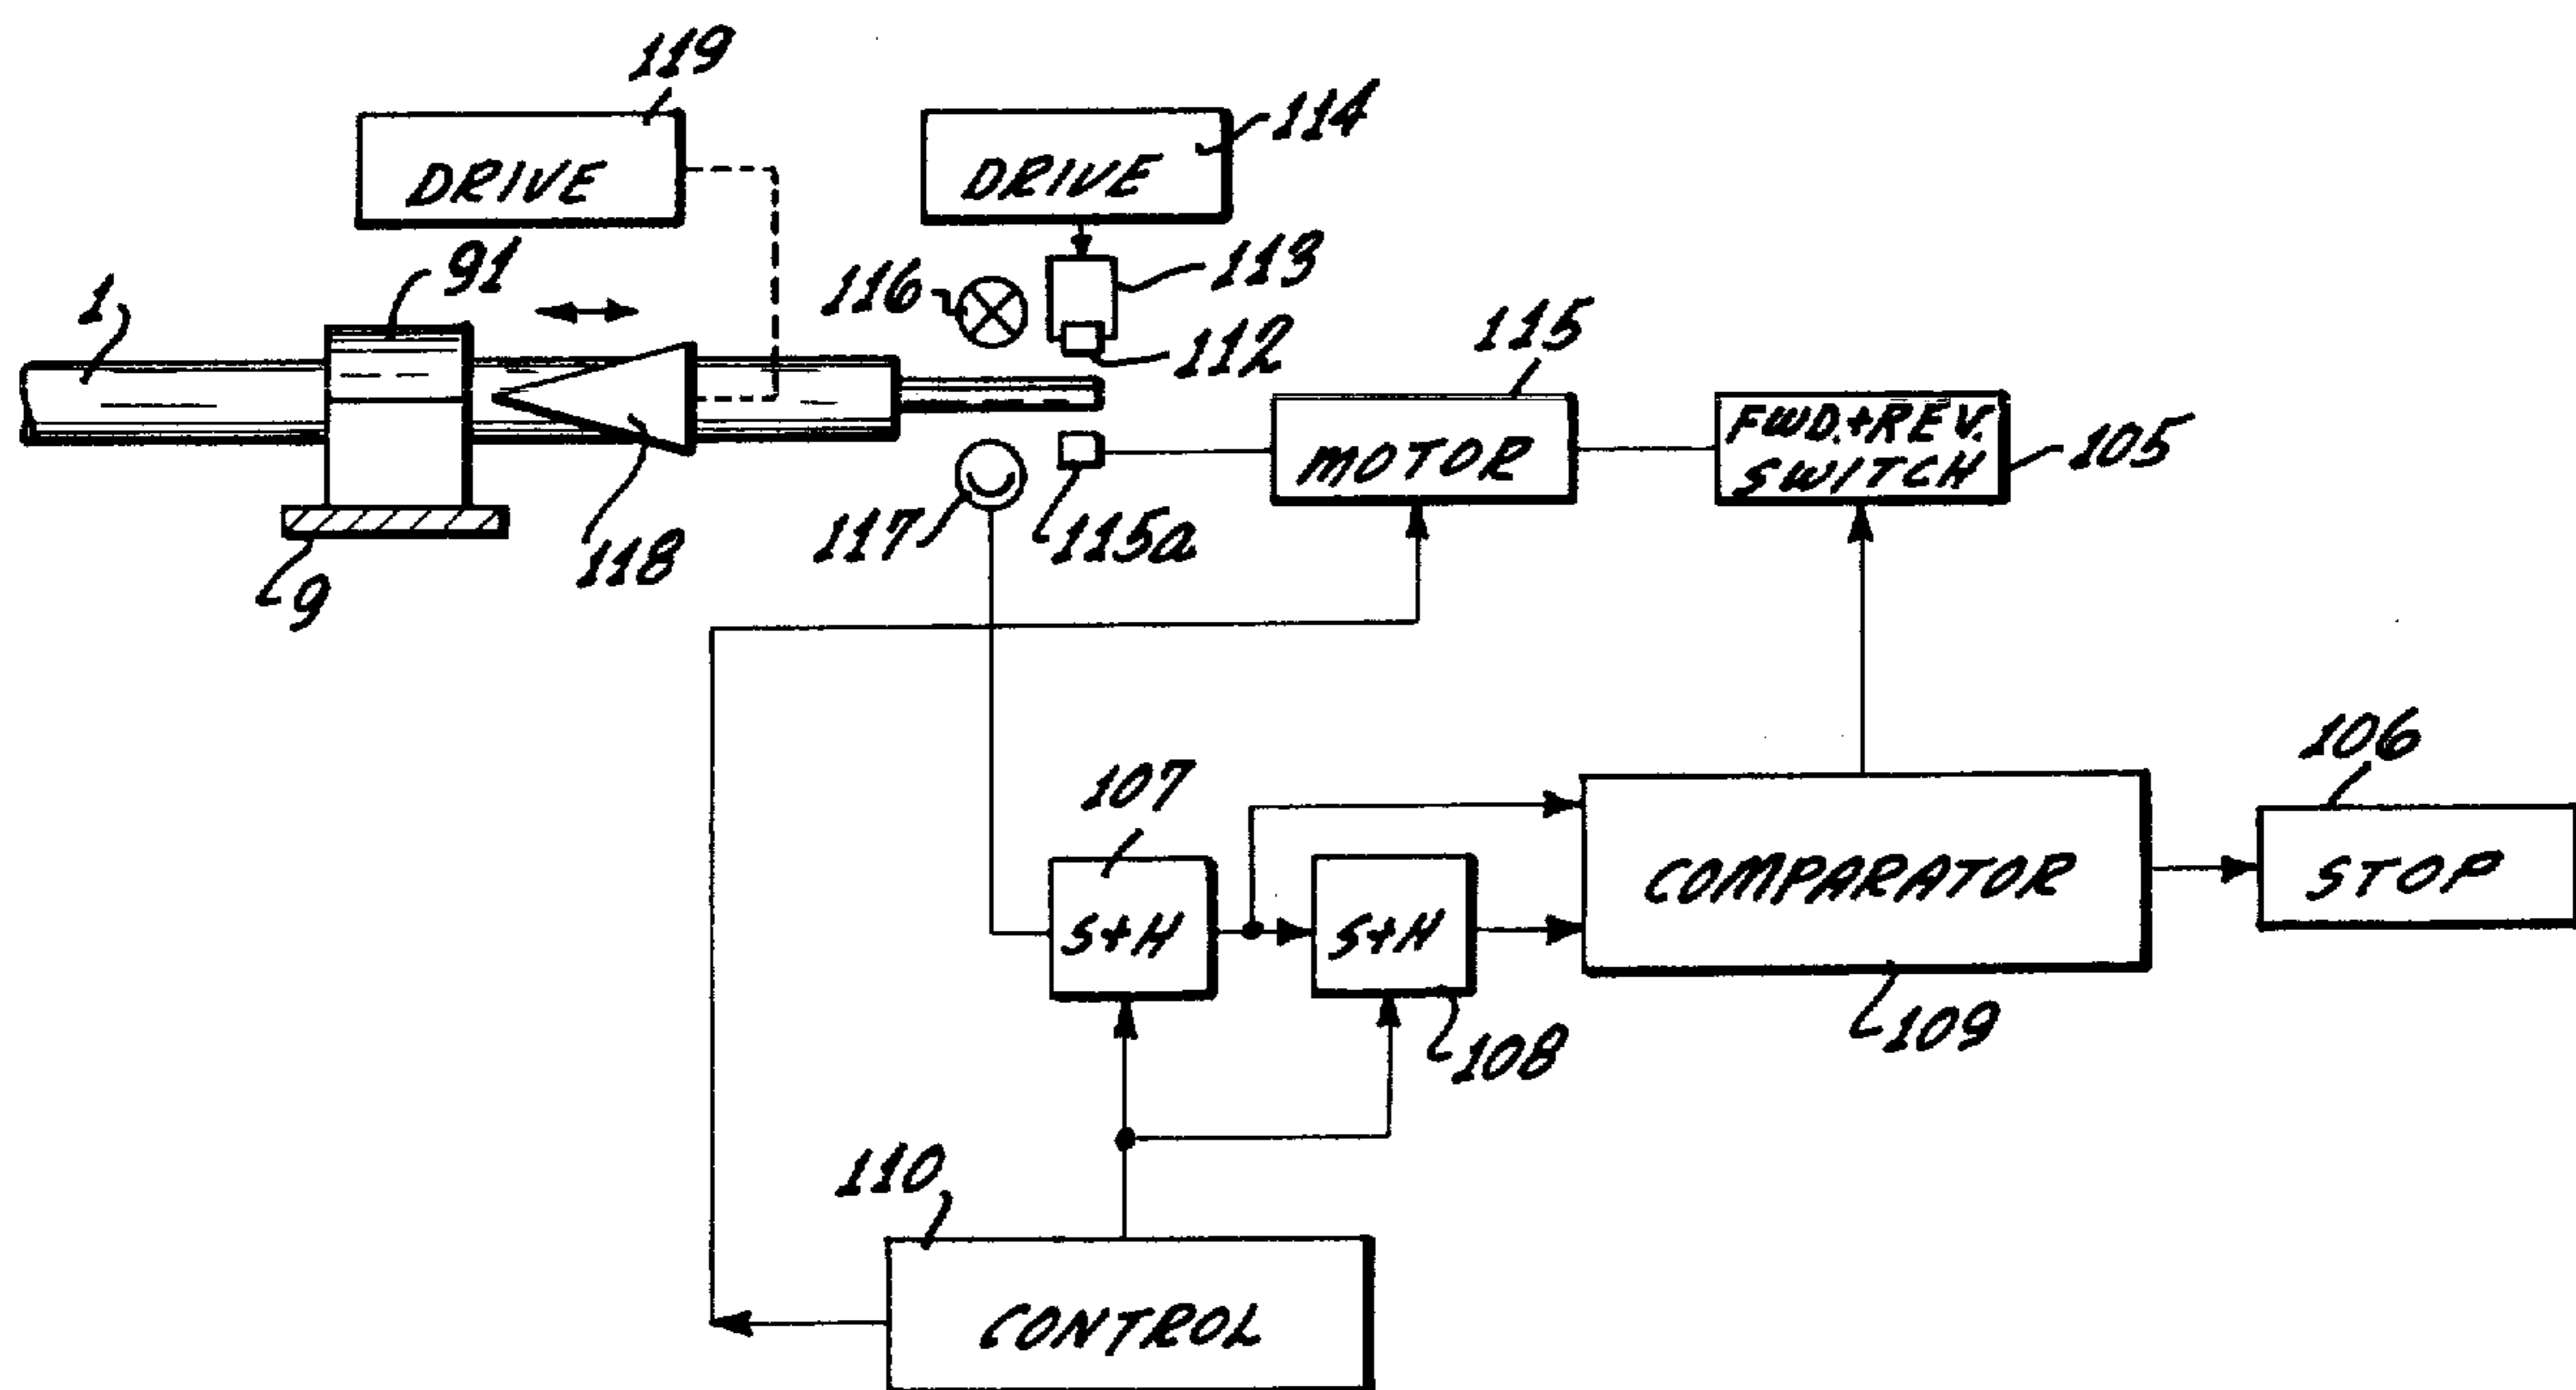 119
DRIVE
114
DRIVE
91
1
116
113
112
115
MOTOR
FWD.+REV.
SWITCH
105
118
117
115a
9
107
S+H
S+H
108
COMPARATOR
109
106
STOP
110
CONTROL